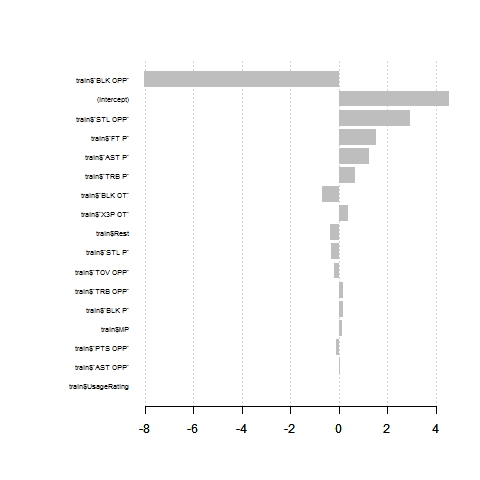 train$`BLK OPP`
(Intercept)
train$`STL OPP`
train$`FT P`
train$`AST P`
train$`TRB P`
train$`BLK OT`
train$`X3P OT`
train$Rest
train$`STL P`
train$`TOV OPP`
train$`TRB OPP`
train$`BLK P`
train$MP
train$`PTS OPP`
train$`AST OPP`
train$UsageRating
-8 -6 -4 -2 0 2 4